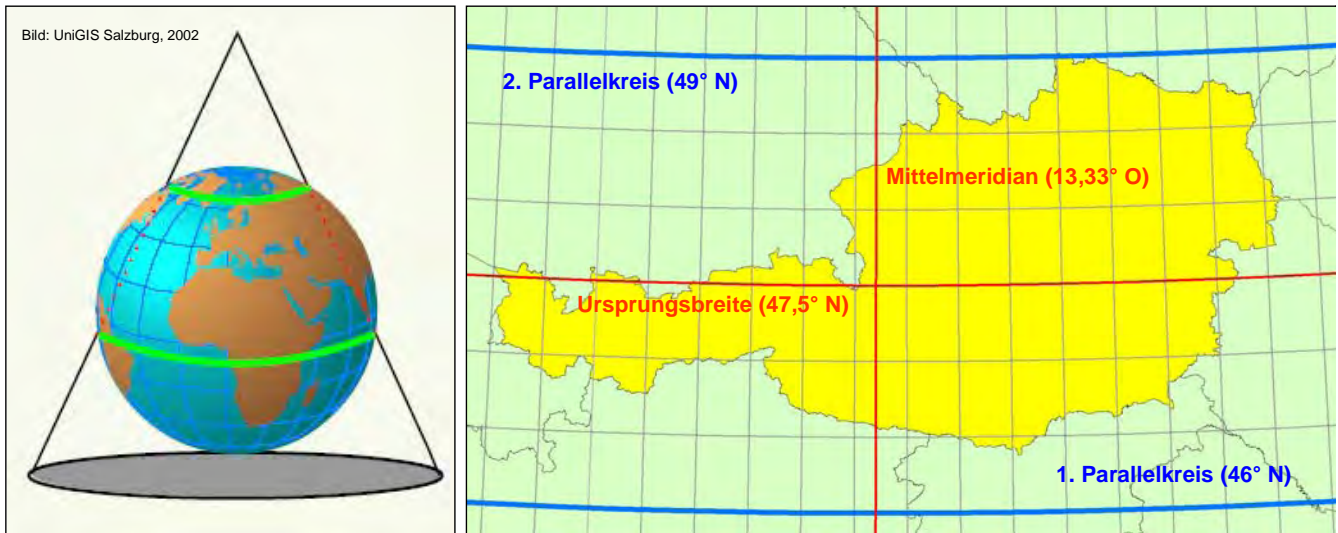 Bild: UniGIS Salzburg, 2002
2. Parallelkreis (49° N)
Mittelmeridian (13,33° O)
Ursprungsbreite (47,5° N)
1. Parallelkreis (46° N)